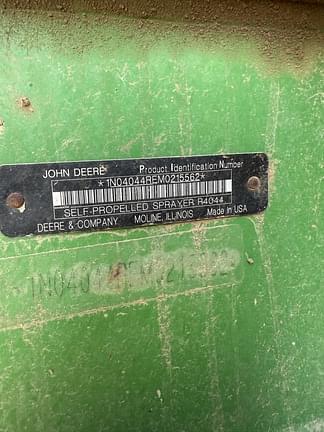 JOHN DEERE Product Identification Number
*1N04044REM0215562*
SELF-PROPELLED SPRAYER R4044
DEERE & COMPANY MOLINE, ILLINOIS Made in USA